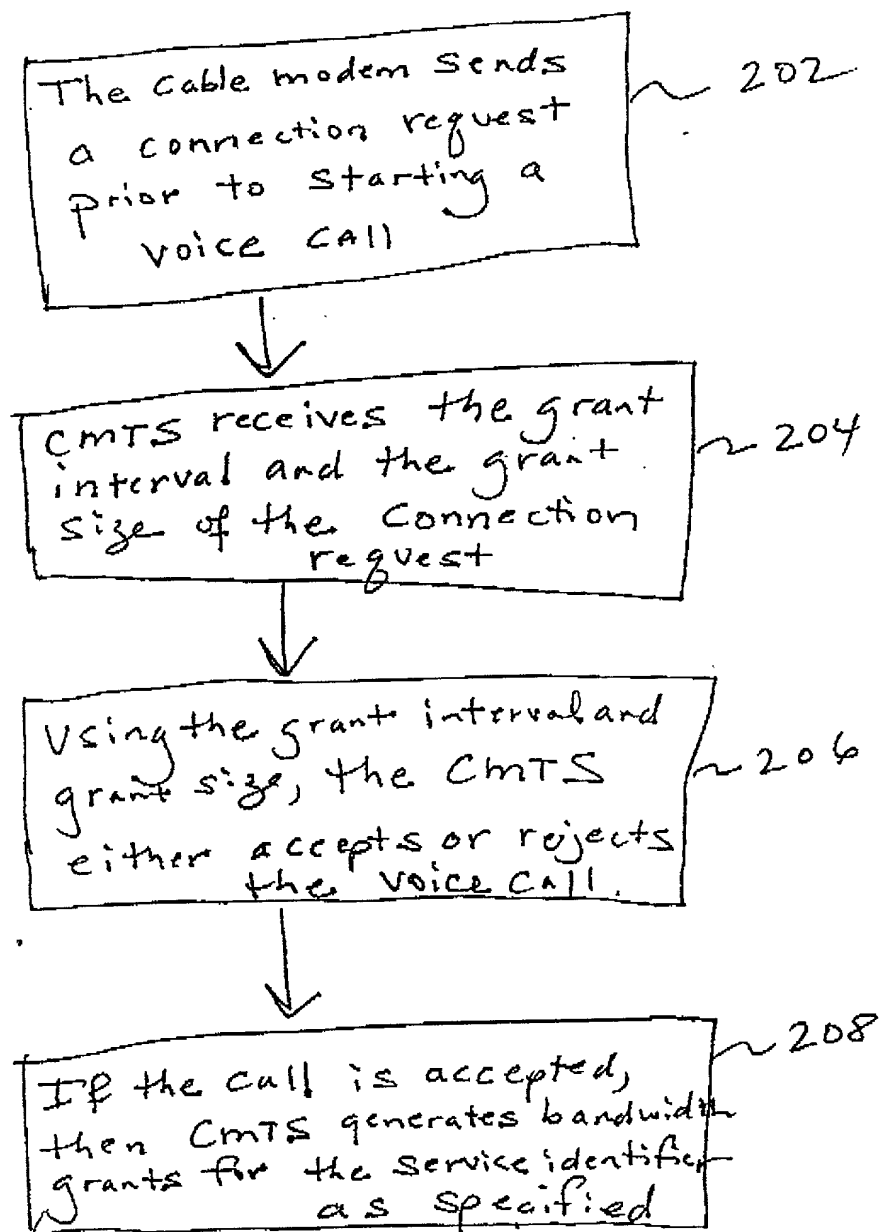 The cable modem sends
a connection request
prior to starting a
voice call
202
CMTS receives the grant
interval and the grant
size of the connection
request
204
Using the grant interval and
grant size, the CMTS
either accepts or rejects
the voice call.
206
If the call is accepted,
then CMTS generates bandwidth
grants for the service identifier
as specified
208